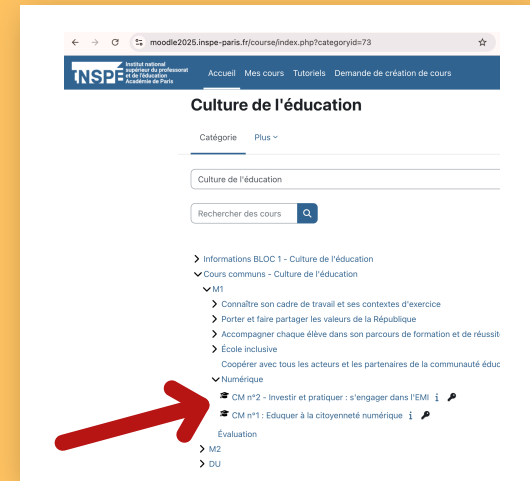 moodle2025.inspe-paris.fr/course/index.php?categoryid=73
INSPE
Institut national
supérieur du professorat
et de l'éducation
Académie de Paris
Accueil Mes cours Tutoriels Demande de création de cours
Culture de l'éducation
Catégorie Plus
Culture de l'éducation
Rechercher des cours
Informations BLOC 1 - Culture de l'éducation
Cours communs - Culture de l'éducation
M1
Connaître son cadre de travail et ses contextes d'exercice
Porter et faire partager les valeurs de la République
Accompagner chaque élève dans son parcours de formation et de réussit
École inclusive
Coopérer avec tous les acteurs et les partenaires de la communauté éduc
Numérique
CM n°2 - Investir et pratiquer : s'engager dans l'EMI
CM n°1 : Eduquer à la citoyenneté numérique
Évaluation
M2
DU